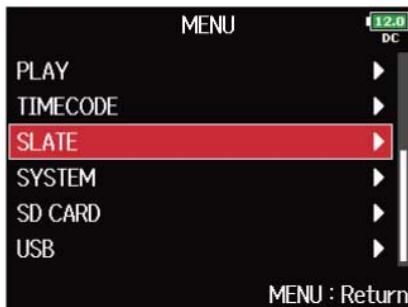 MENU
12.0
DC
PLAY
TIMECODE
SLATE
SYSTEM
SD CARD
USB
MENU : Return